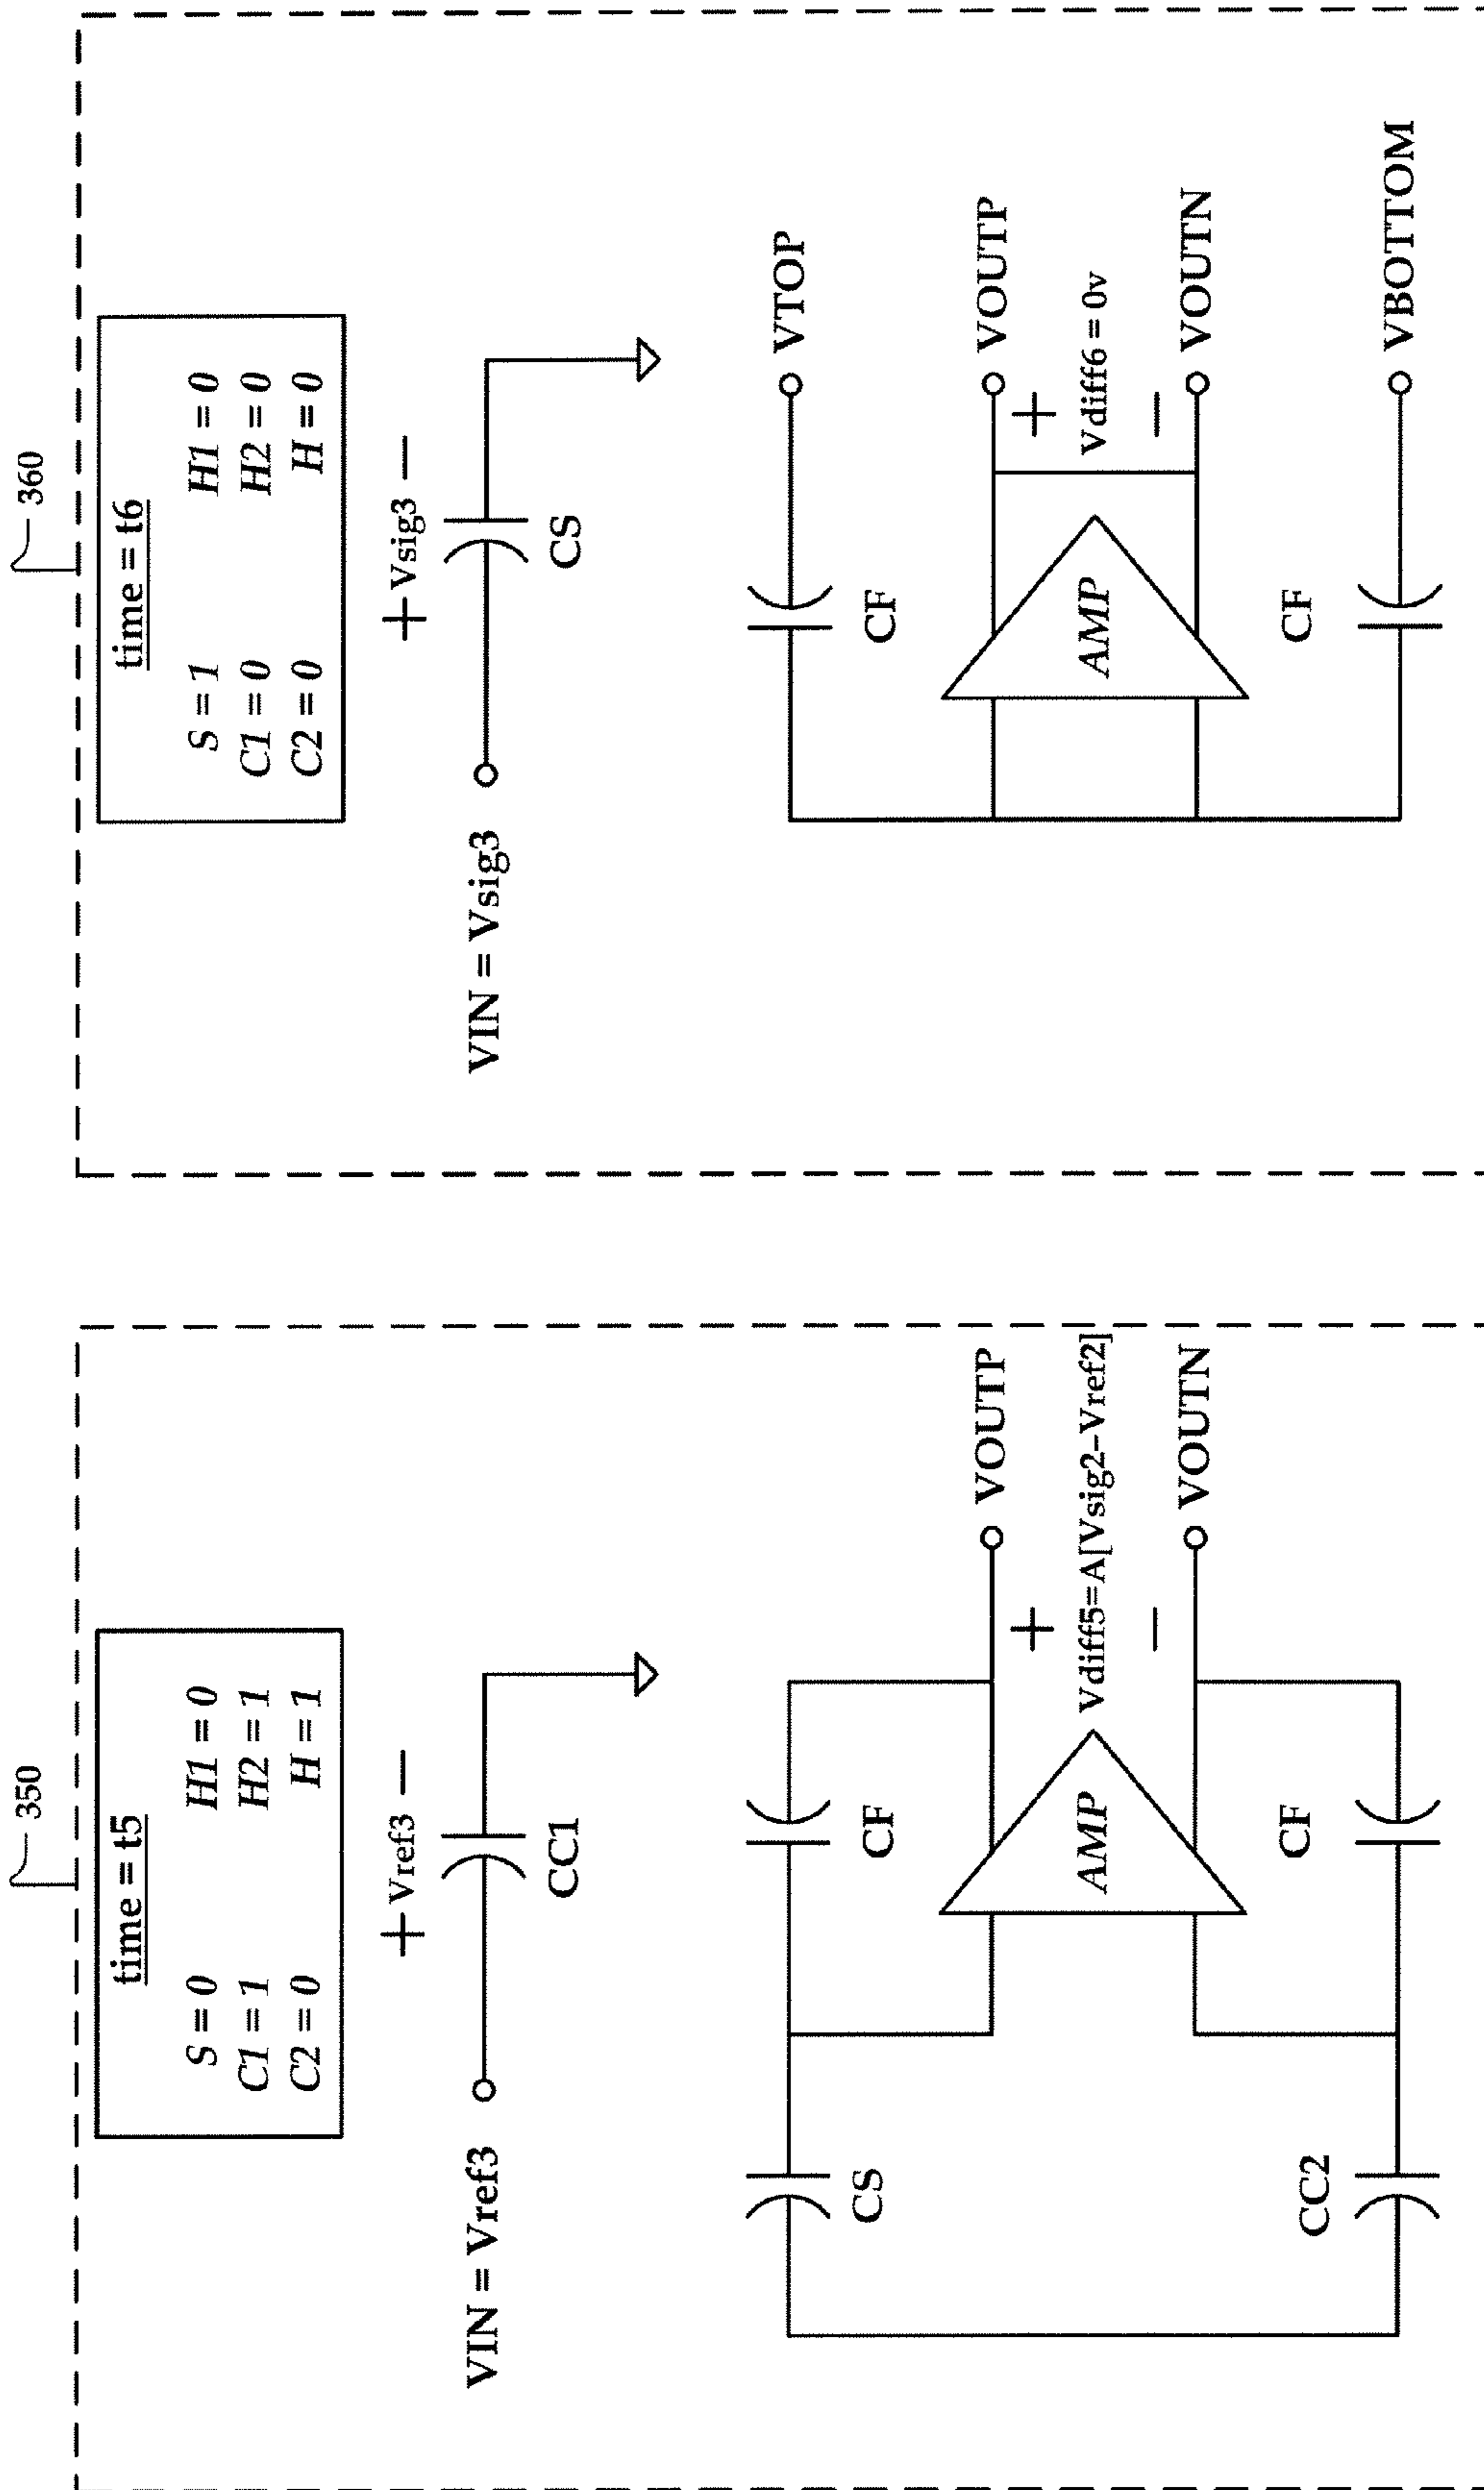 350
time = t5
S = 0 H1 = 0
C1 = 1 H2 = 1
C2 = 0 H = 1
+ Vref3 −
VIN = Vref3
CC1
CS
CF
VOUTP
+
AMP
Vdiff5=A[Vsig2−Vref2]
−
VOUTN
CC2
CF
360
time = t6
S = 1 H1 = 0
C1 = 0 H2 = 0
C2 = 0 H = 0
+ Vsig3 −
VIN = Vsig3
CS
VTOP
CF
VOUTP
+
AMP
Vdiff6 = 0v
−
VOUTN
CF
VBOTTOM